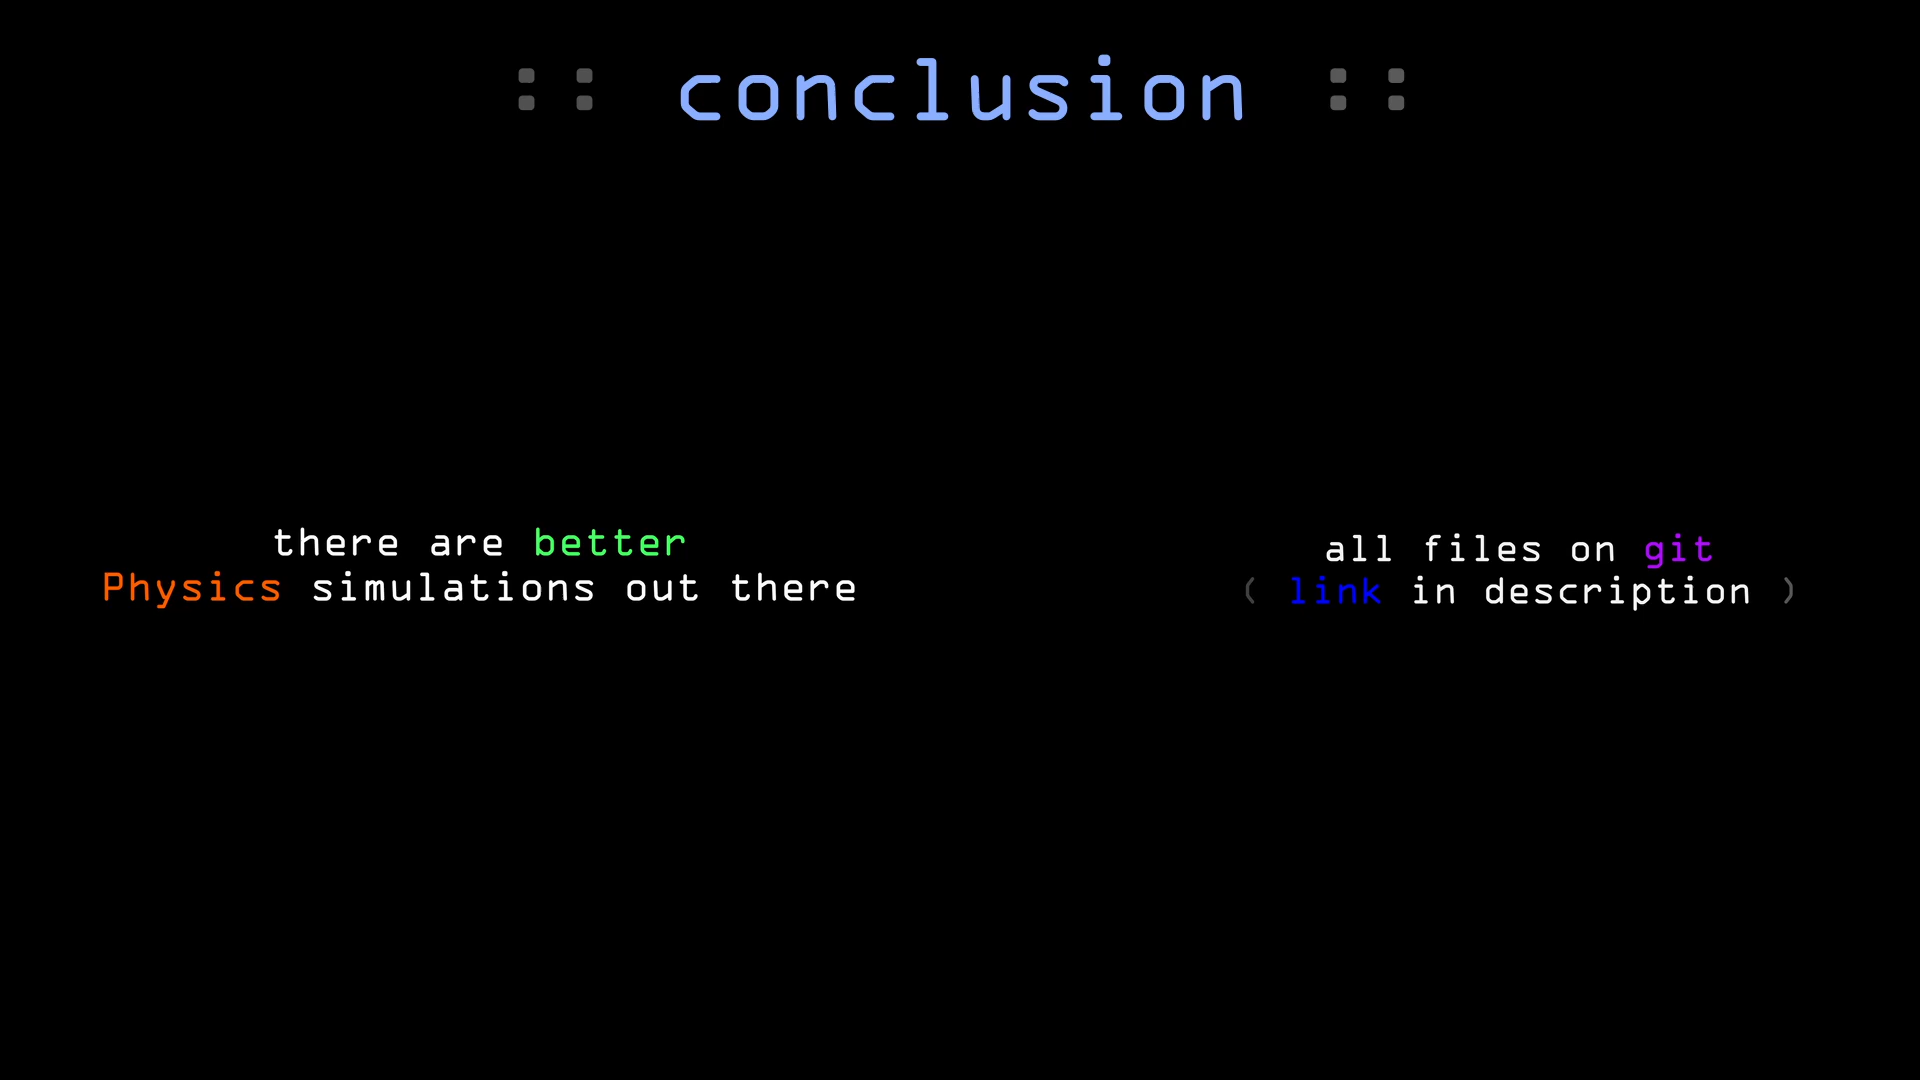 :: conclusion ::
there are better
Physics simulations out there
all files on git
( link in description )